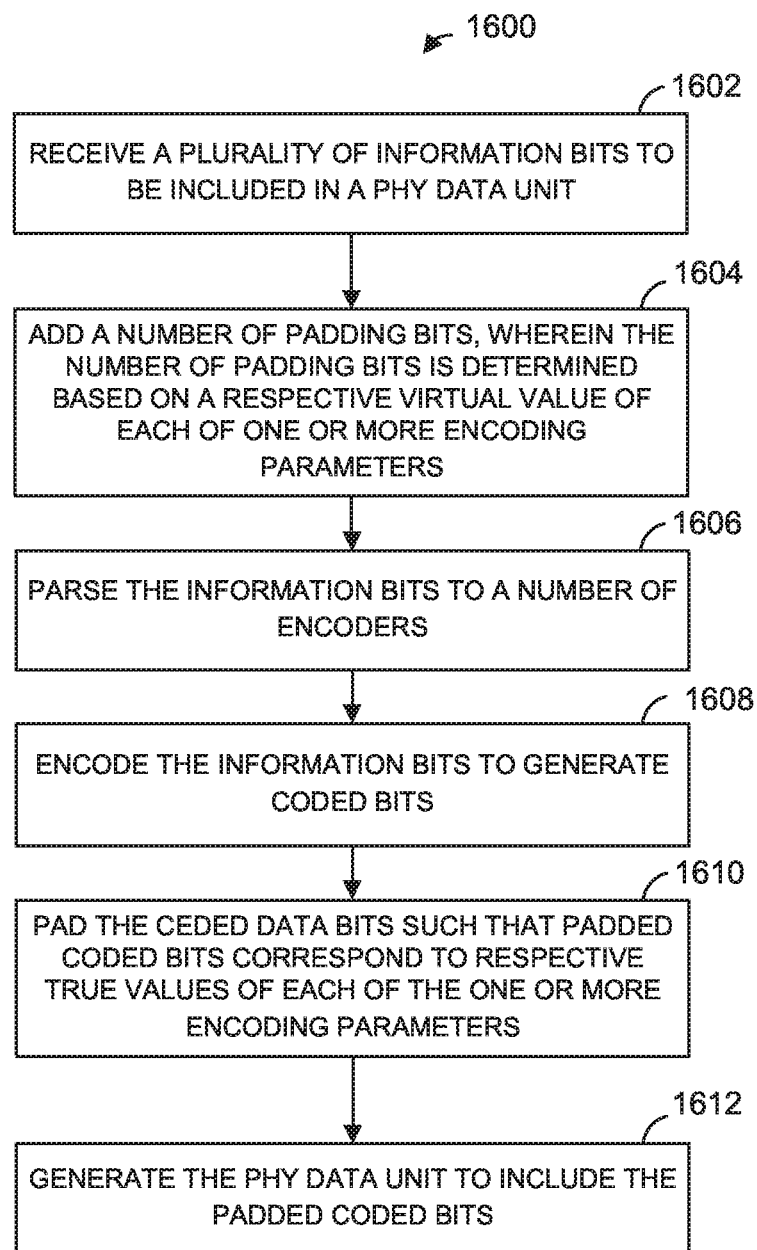 1600
1602
RECEIVE A PLURALITY OF INFORMATION BITS TO
BE INCLUDED IN A PHY DATA UNIT
1604
ADD A NUMBER OF PADDING BITS, WHEREIN THE
NUMBER OF PADDING BITS IS DETERMINED
BASED ON A RESPECTIVE VIRTUAL VALUE OF
EACH OF ONE OR MORE ENCODING
PARAMETERS
1606
PARSE THE INFORMATION BITS TO A NUMBER OF
ENCODERS
1608
ENCODE THE INFORMATION BITS TO GENERATE
CODED BITS
1610
PAD THE CEDED DATA BITS SUCH THAT PADDED
CODED BITS CORRESPOND TO RESPECTIVE
TRUE VALUES OF EACH OF THE ONE OR MORE
ENCODING PARAMETERS
1612
GENERATE THE PHY DATA UNIT TO INCLUDE THE
PADDED CODED BITS